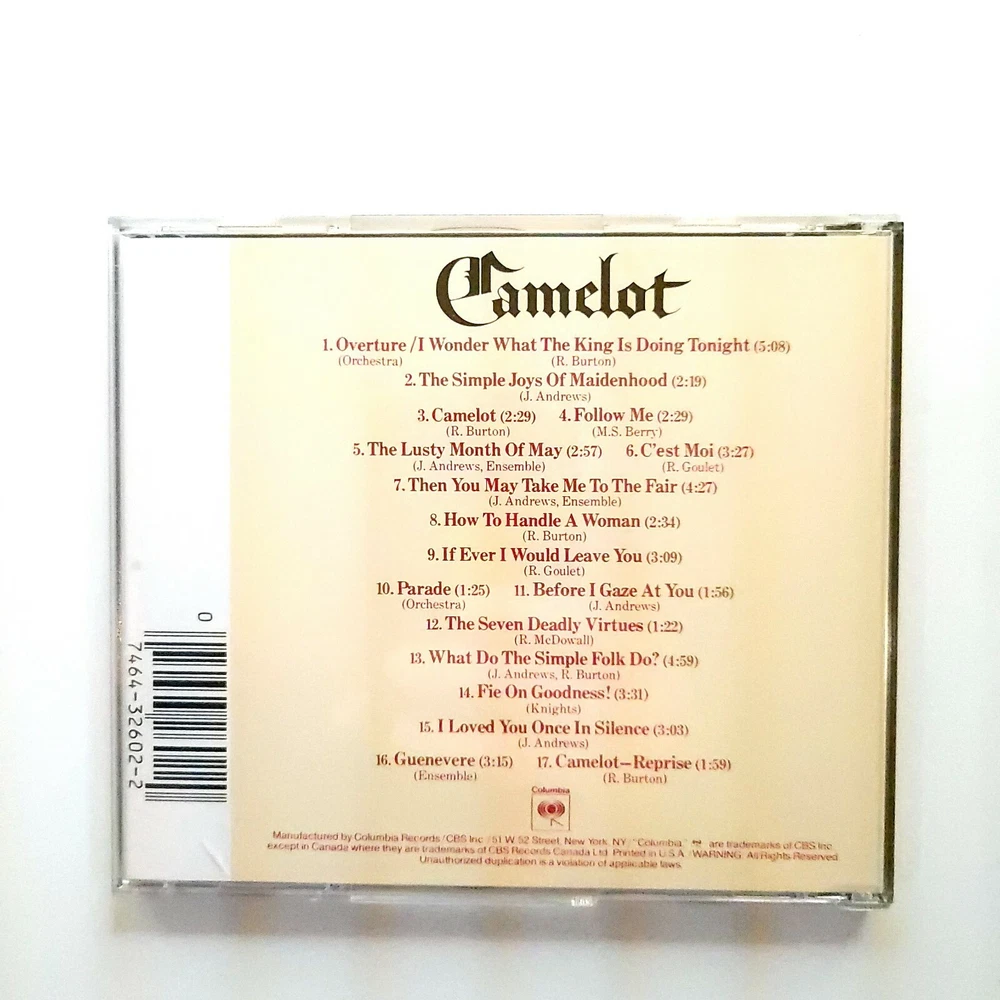 Camelot
1. Overture /I Wonder What The King Is Doing Tonight (5:08)
(Orchestra) (R. Burton)
2. The Simple Joys Of Maidenhood (2:19)
(J. Andrews)
3. Camelot (2:29) 4. Follow Me (2:29)
(R. Burton) (M.S. Berry)
5. The Lusty Month Of May (2:57) 6. C'est Moi (3:27)
(J. Andrews, Ensemble) (R. Goulet)
7. Then You May Take Me To The Fair (4:27)
(J. Andrews, Ensemble)
8. How To Handle A Woman (2:34)
(R. Burton)
9. If Ever I Would Leave You (3:09)
(R. Goulet)
10. Parade (1:25) 11. Before I Gaze At You (1:56)
(Orchestra) (J. Andrews)
12. The Seven Deadly Virtues (1:22)
(R. McDowall)
13. What Do The Simple Folk Do? (4:59)
(J. Andrews, R. Burton)
14. Fie On Goodness! (3:31)
(Knights)
15. I Loved You Once In Silence (3:03)
(J. Andrews)
16. Guenevere (3:15) 17. Camelot—Reprise (1:59)
(Ensemble) (R. Burton)
Columbia
Manufactured by Columbia Records/CBS Inc./51 W. 52 Street, New York, NY "Columbia," ™ are trademarks of CBS Inc.
except in Canada where they are trademarks of CBS Records Canada Ltd. Printed in U.S.A./WARNING: All Rights Reserved.
Unauthorized duplication is a violation of applicable laws.
0
7464-32602-2